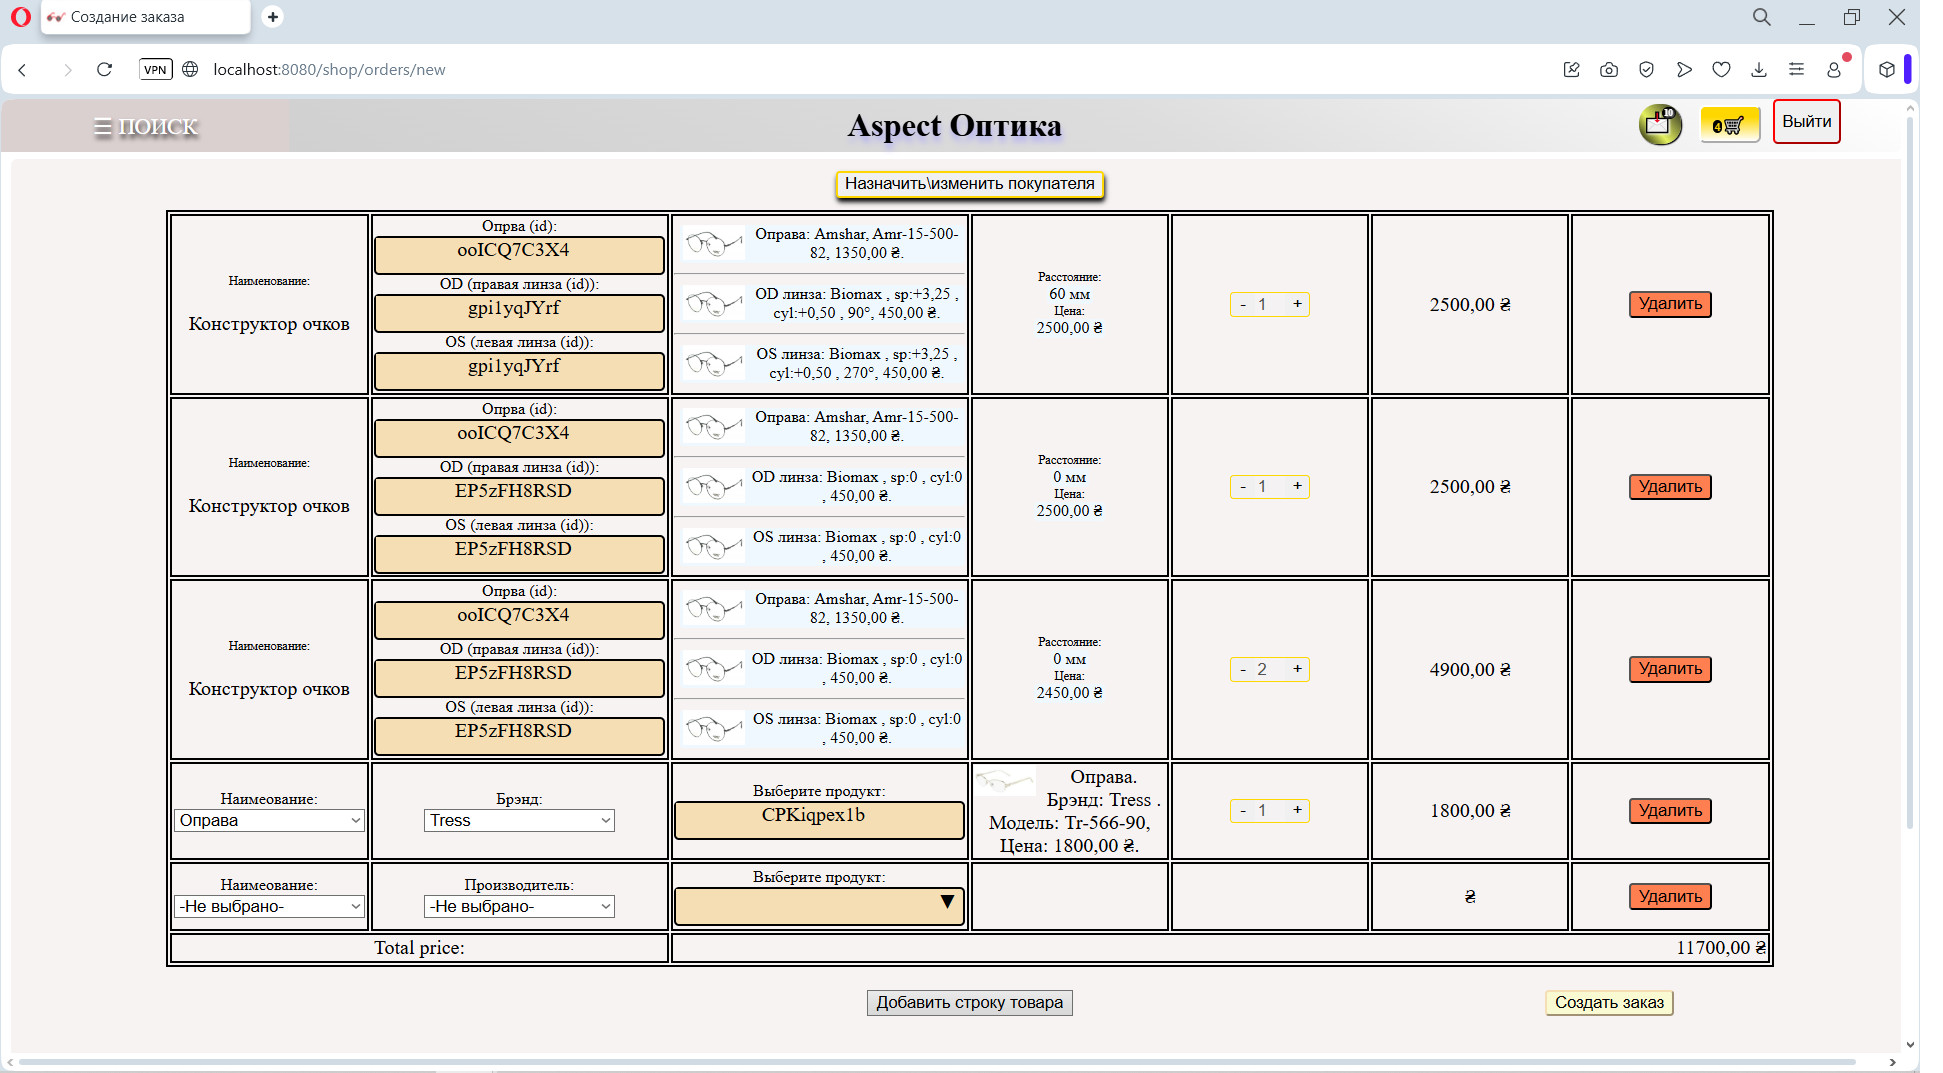 Создание заказа
VPN localhost:8080/shop/orders/new
☰ ПОИСК
Aspect Оптика
10
4
Выйти
Назначить\изменить покупателя
Наименование:
Конструктор очков
Опрва (id):
ooICQ7C3X4
OD (правая линза (id)):
gpi1yqJYrf
OS (левая линза (id)):
gpi1yqJYrf
Оправа: Amshar, Amr-15-500-
82, 1350,00 ₴.
OD линза: Biomax , sp:+3,25 ,
cyl:+0,50 , 90°, 450,00 ₴.
OS линза: Biomax , sp:+3,25 ,
cyl:+0,50 , 270°, 450,00 ₴.
Расстояние:
60 мм
Цена:
2500,00 ₴
- 1 +
2500,00 ₴
Удалить
Наименование:
Конструктор очков
Опрва (id):
ooICQ7C3X4
OD (правая линза (id)):
EP5zFH8RSD
OS (левая линза (id)):
EP5zFH8RSD
Оправа: Amshar, Amr-15-500-
82, 1350,00 ₴.
OD линза: Biomax , sp:0 , cyl:0
, 450,00 ₴.
OS линза: Biomax , sp:0 , cyl:0
, 450,00 ₴.
Расстояние:
0 мм
Цена:
2500,00 ₴
- 1 +
2500,00 ₴
Удалить
Наименование:
Конструктор очков
Опрва (id):
ooICQ7C3X4
OD (правая линза (id)):
EP5zFH8RSD
OS (левая линза (id)):
EP5zFH8RSD
Оправа: Amshar, Amr-15-500-
82, 1350,00 ₴.
OD линза: Biomax , sp:0 , cyl:0
, 450,00 ₴.
OS линза: Biomax , sp:0 , cyl:0
, 450,00 ₴.
Расстояние:
0 мм
Цена:
2450,00 ₴
- 2 +
4900,00 ₴
Удалить
Наимеование:
Оправа
Брэнд:
Tress
Выберите продукт:
CPKiqpex1b
Оправа.
Брэнд: Tress .
Модель: Tr-566-90,
Цена: 1800,00 ₴.
- 1 +
1800,00 ₴
Удалить
Наимеование:
-Не выбрано-
Производитель:
-Не выбрано-
Выберите продукт:
₴
Удалить
Total price:
11700,00 ₴
Добавить строку товара
Создать заказ